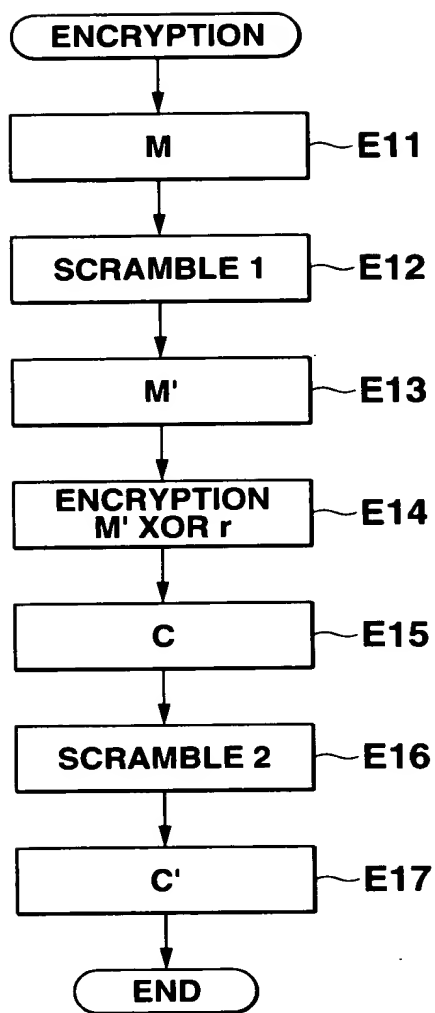 ENCRYPTION
M
E11
SCRAMBLE 1
E12
M'
E13
ENCRYPTION
M' XOR r
E14
C
E15
SCRAMBLE 2
E16
C'
E17
END